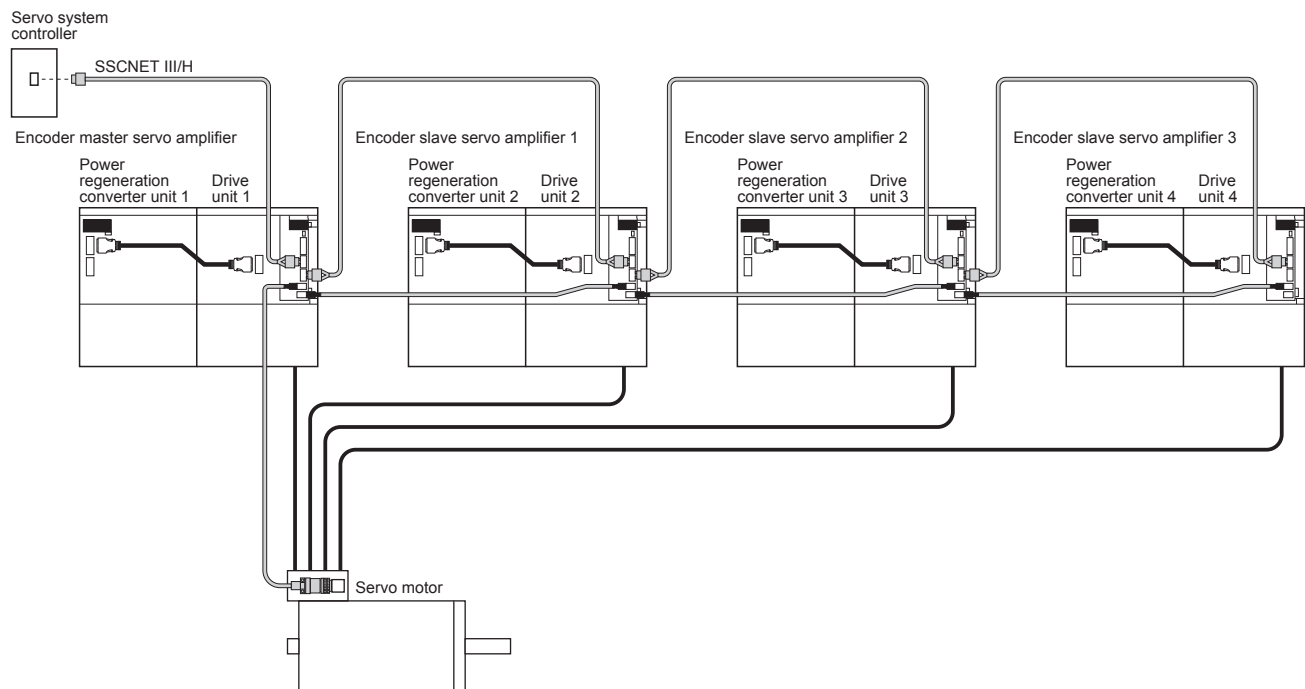 Servo system
controller
SSCNET III/H
Encoder master servo amplifier
Encoder slave servo amplifier 1
Encoder slave servo amplifier 2
Encoder slave servo amplifier 3
Power
regeneration
converter unit 1
Drive
unit 1
Power
regeneration
converter unit 2
Drive
unit 2
Power
regeneration
converter unit 3
Drive
unit 3
Power
regeneration
converter unit 4
Drive
unit 4
Servo motor